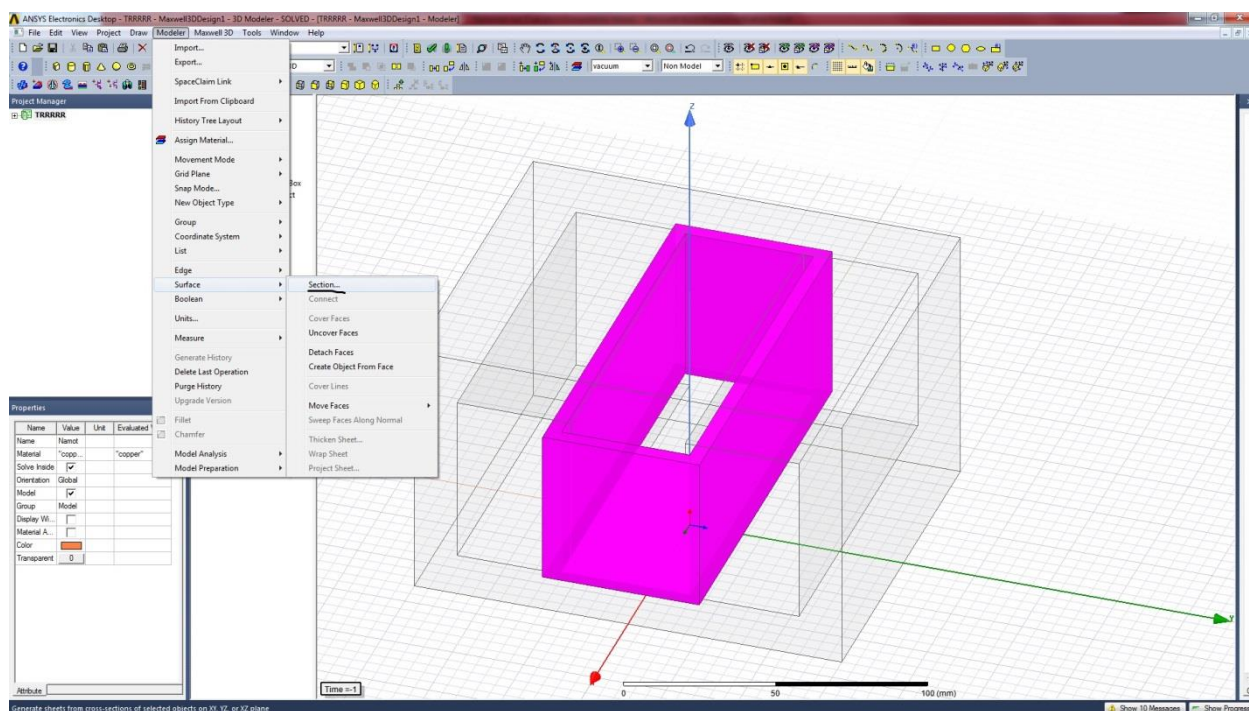 ANSYS Electronics Desktop - TRRRRR - Maxwell3DDesign1 - 3D Modeler - SOLVED - [TRRRRR - Maxwell3DDesign1 - Modeler]
File Edit View Project Draw Modeler Maxwell 3D Tools Window Help
vacuum Non Model
Project Manager
TRRRRR
Import...
Export...
SpaceClaim Link
Import From Clipboard
History Tree Layout
Assign Material...
Movement Mode
Grid Plane
Snap Mode...
New Object Type
Group
Coordinate System
List
Edge
Surface
Boolean
Units...
Measure
Generate History
Delete Last Operation
Purge History
Upgrade Version
Fillet
Chamfer
Model Analysis
Model Preparation
Section...
Connect
Cover Faces
Uncover Faces
Detach Faces
Create Object From Face
Cover Lines
Move Faces
Sweep Faces Along Normal
Thicken Sheet...
Wrap Sheet
Project Sheet...
Box
Properties
Name Value Unit Evaluated
Name Namot
Material "copp... "copper"
Solve Inside
Orientation Global
Model
Group Model
Display Wi...
Material A...
Color
Transparent 0
Attribute
Z
Y
Time =-1
0 50 100 (mm)
Generate sheets from cross-sections of selected objects on XY, YZ, or XZ plane
Show 10 Messages Show Progress